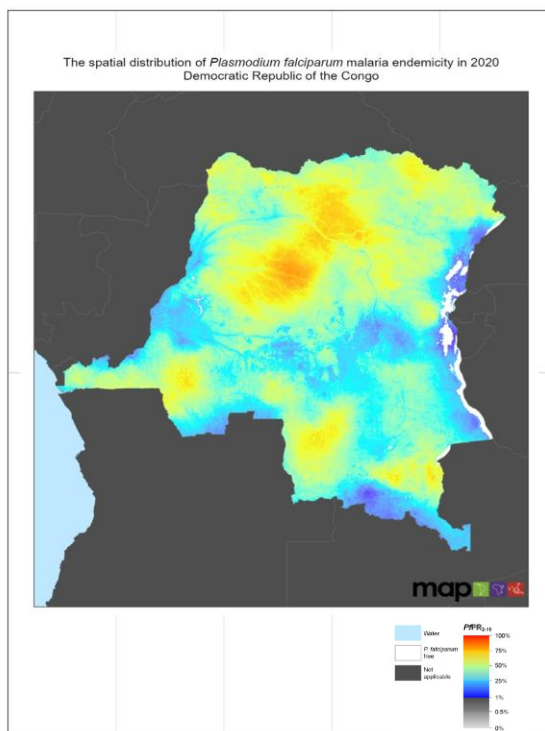 The spatial distribution of Plasmodium falciparum malaria endemicity in 2020
Democratic Republic of the Congo
map
Water
P. falciparum
free
Not
applicable
PfPR2-10
100%
75%
50%
25%
1%
0.5%
0%